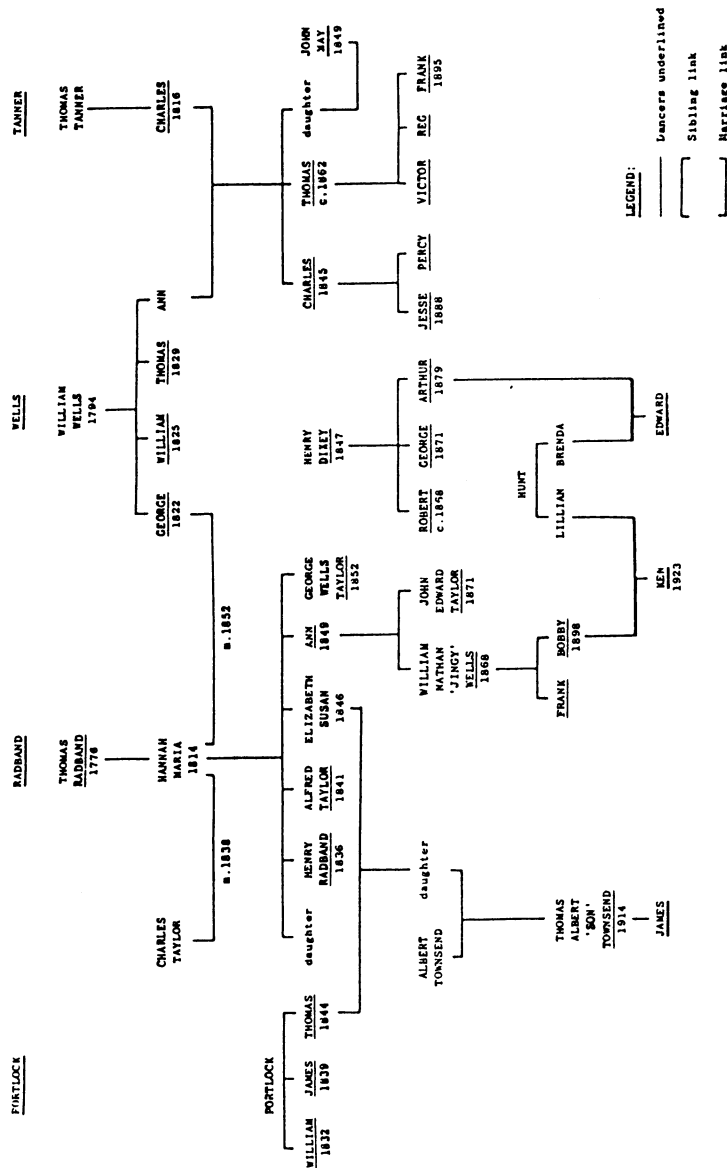 PORTLOCK
RADBAND
WELLS
TANNER
THOMAS
RADBAND
1776
WILLIAM
WELLS
1794
THOMAS
TANNER
CHARLES
TAYLOR
HANNAH
MARIA
1814
GEORGE
1822
WILLIAM
1825
THOMAS
1829
ANN
CHARLES
1816
m.1838
m.1852
PORTLOCK
WILLIAM
1832
JAMES
1839
THOMAS
1844
daughter
HENRY
RADBAND
1836
ALFRED
TAYLOR
1841
ELIZABETH
SUSAN
1846
ANN
1849
GEORGE
WELLS
TAYLOR
1852
HENRY
DIXEY
1847
CHARLES
1845
THOMAS
c.1862
daughter
JOHN
HAY
1849
ALBERT
TOWNSEND
daughter
WILLIAM
NATHAN
'JINGY'
WELLS
1868
JOHN
EDWARD
TAYLOR
1871
ROBERT
c.1868
GEORGE
1871
ARTHUR
1879
JESSE
1888
PERCY
VICTOR
REG
FRANK
1895
FRANK
BOBBY
1898
HUNT
LILLIAN
BRENDA
THOMAS
ALBERT
'SON'
TOWNSEND
1914
KEN
1923
EDWARD
JAMES
LEGEND:
Dancers underlined
Sibling link
Marriage link